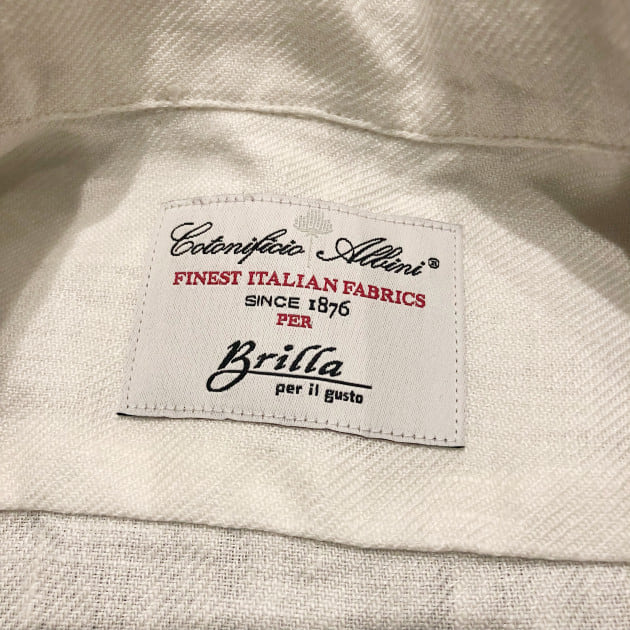 Cotonificio Albini®
FINEST ITALIAN FABRICS
SINCE 1876
PER
Brilla
per il gusto